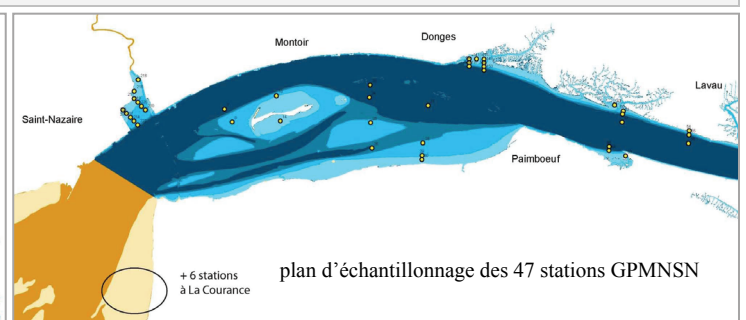 Montoir
Donges
Lavau
Saint-Nazaire
Paimboeuf
+ 6 stations
à La Courance
plan d’échantillonnage des 47 stations GPMNSN